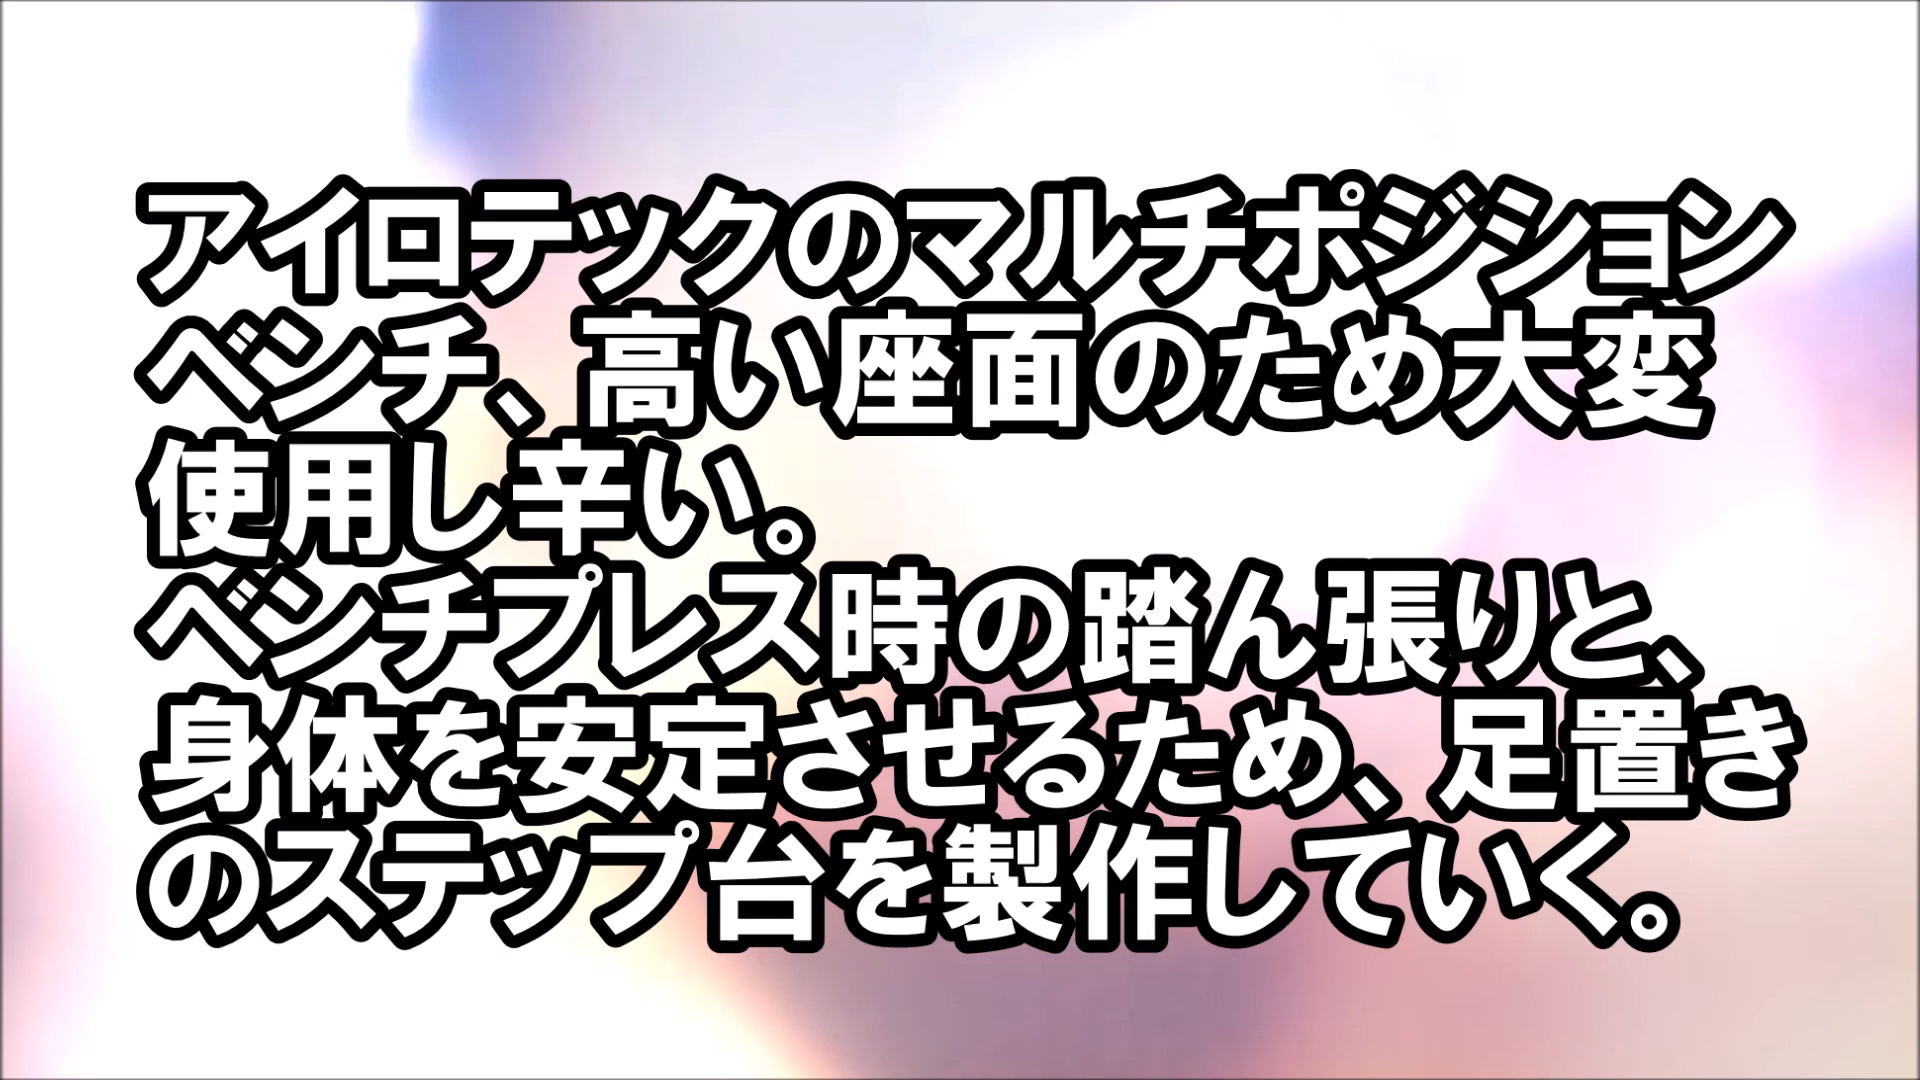 アイロテックのマルチポジション
ベンチ、高い座面のため大変
使用し辛い。
ベンチプレス時の踏ん張りと、
身体を安定させるため、足置き
のステップ台を製作していく。